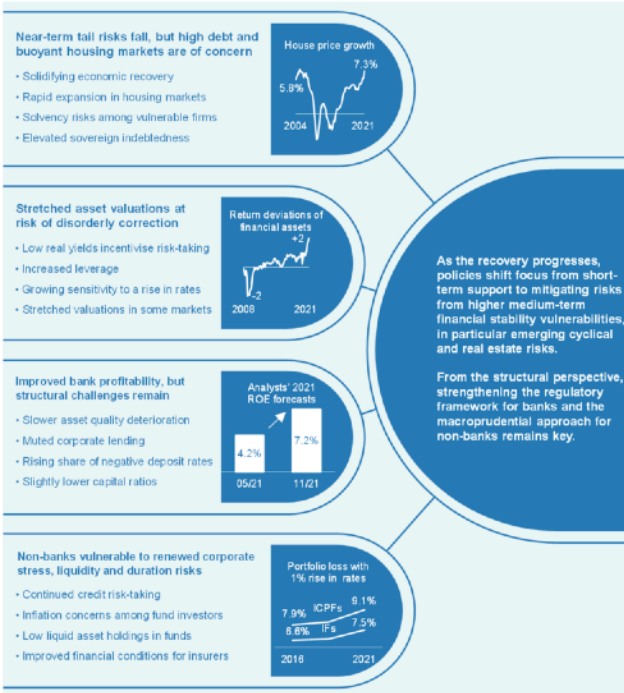 Near-term tail risks fall, but high debt and
buoyant housing markets are of concern
• Solidifying economic recovery
• Rapid expansion in housing markets
• Solvency risks among vulnerable firms
• Elevated sovereign indebtedness
House price growth
7.3%
5.8%
2004 2021
Stretched asset valuations at
risk of disorderly correction
• Low real yields incentivise risk-taking
• Increased leverage
• Growing sensitivity to a rise in rates
• Stretched valuations in some markets
Return deviations of
financial assets
+2
-2
2008 2021
Improved bank profitability, but
structural challenges remain
• Slower asset quality deterioration
• Muted corporate lending
• Rising share of negative deposit rates
• Slightly lower capital ratios
Analysts' 2021
ROE forecasts
4.2% 7.2%
05/21 11/21
Non-banks vulnerable to renewed corporate
stress, liquidity and duration risks
• Continued credit risk-taking
• Inflation concerns among fund investors
• Low liquid asset holdings in funds
• Improved financial conditions for insurers
Portfolio loss with
1% rise in rates
7.9% ICPFs 9.1%
6.6% IFs 7.5%
2016 2021
As the recovery progresses,
policies shift focus from short-
term support to mitigating risks
from higher medium-term
financial stability vulnerabilities,
in particular emerging cyclical
and real estate risks.
From the structural perspective,
strengthening the regulatory
framework for banks and the
macroprudential approach for
non-banks remains key.